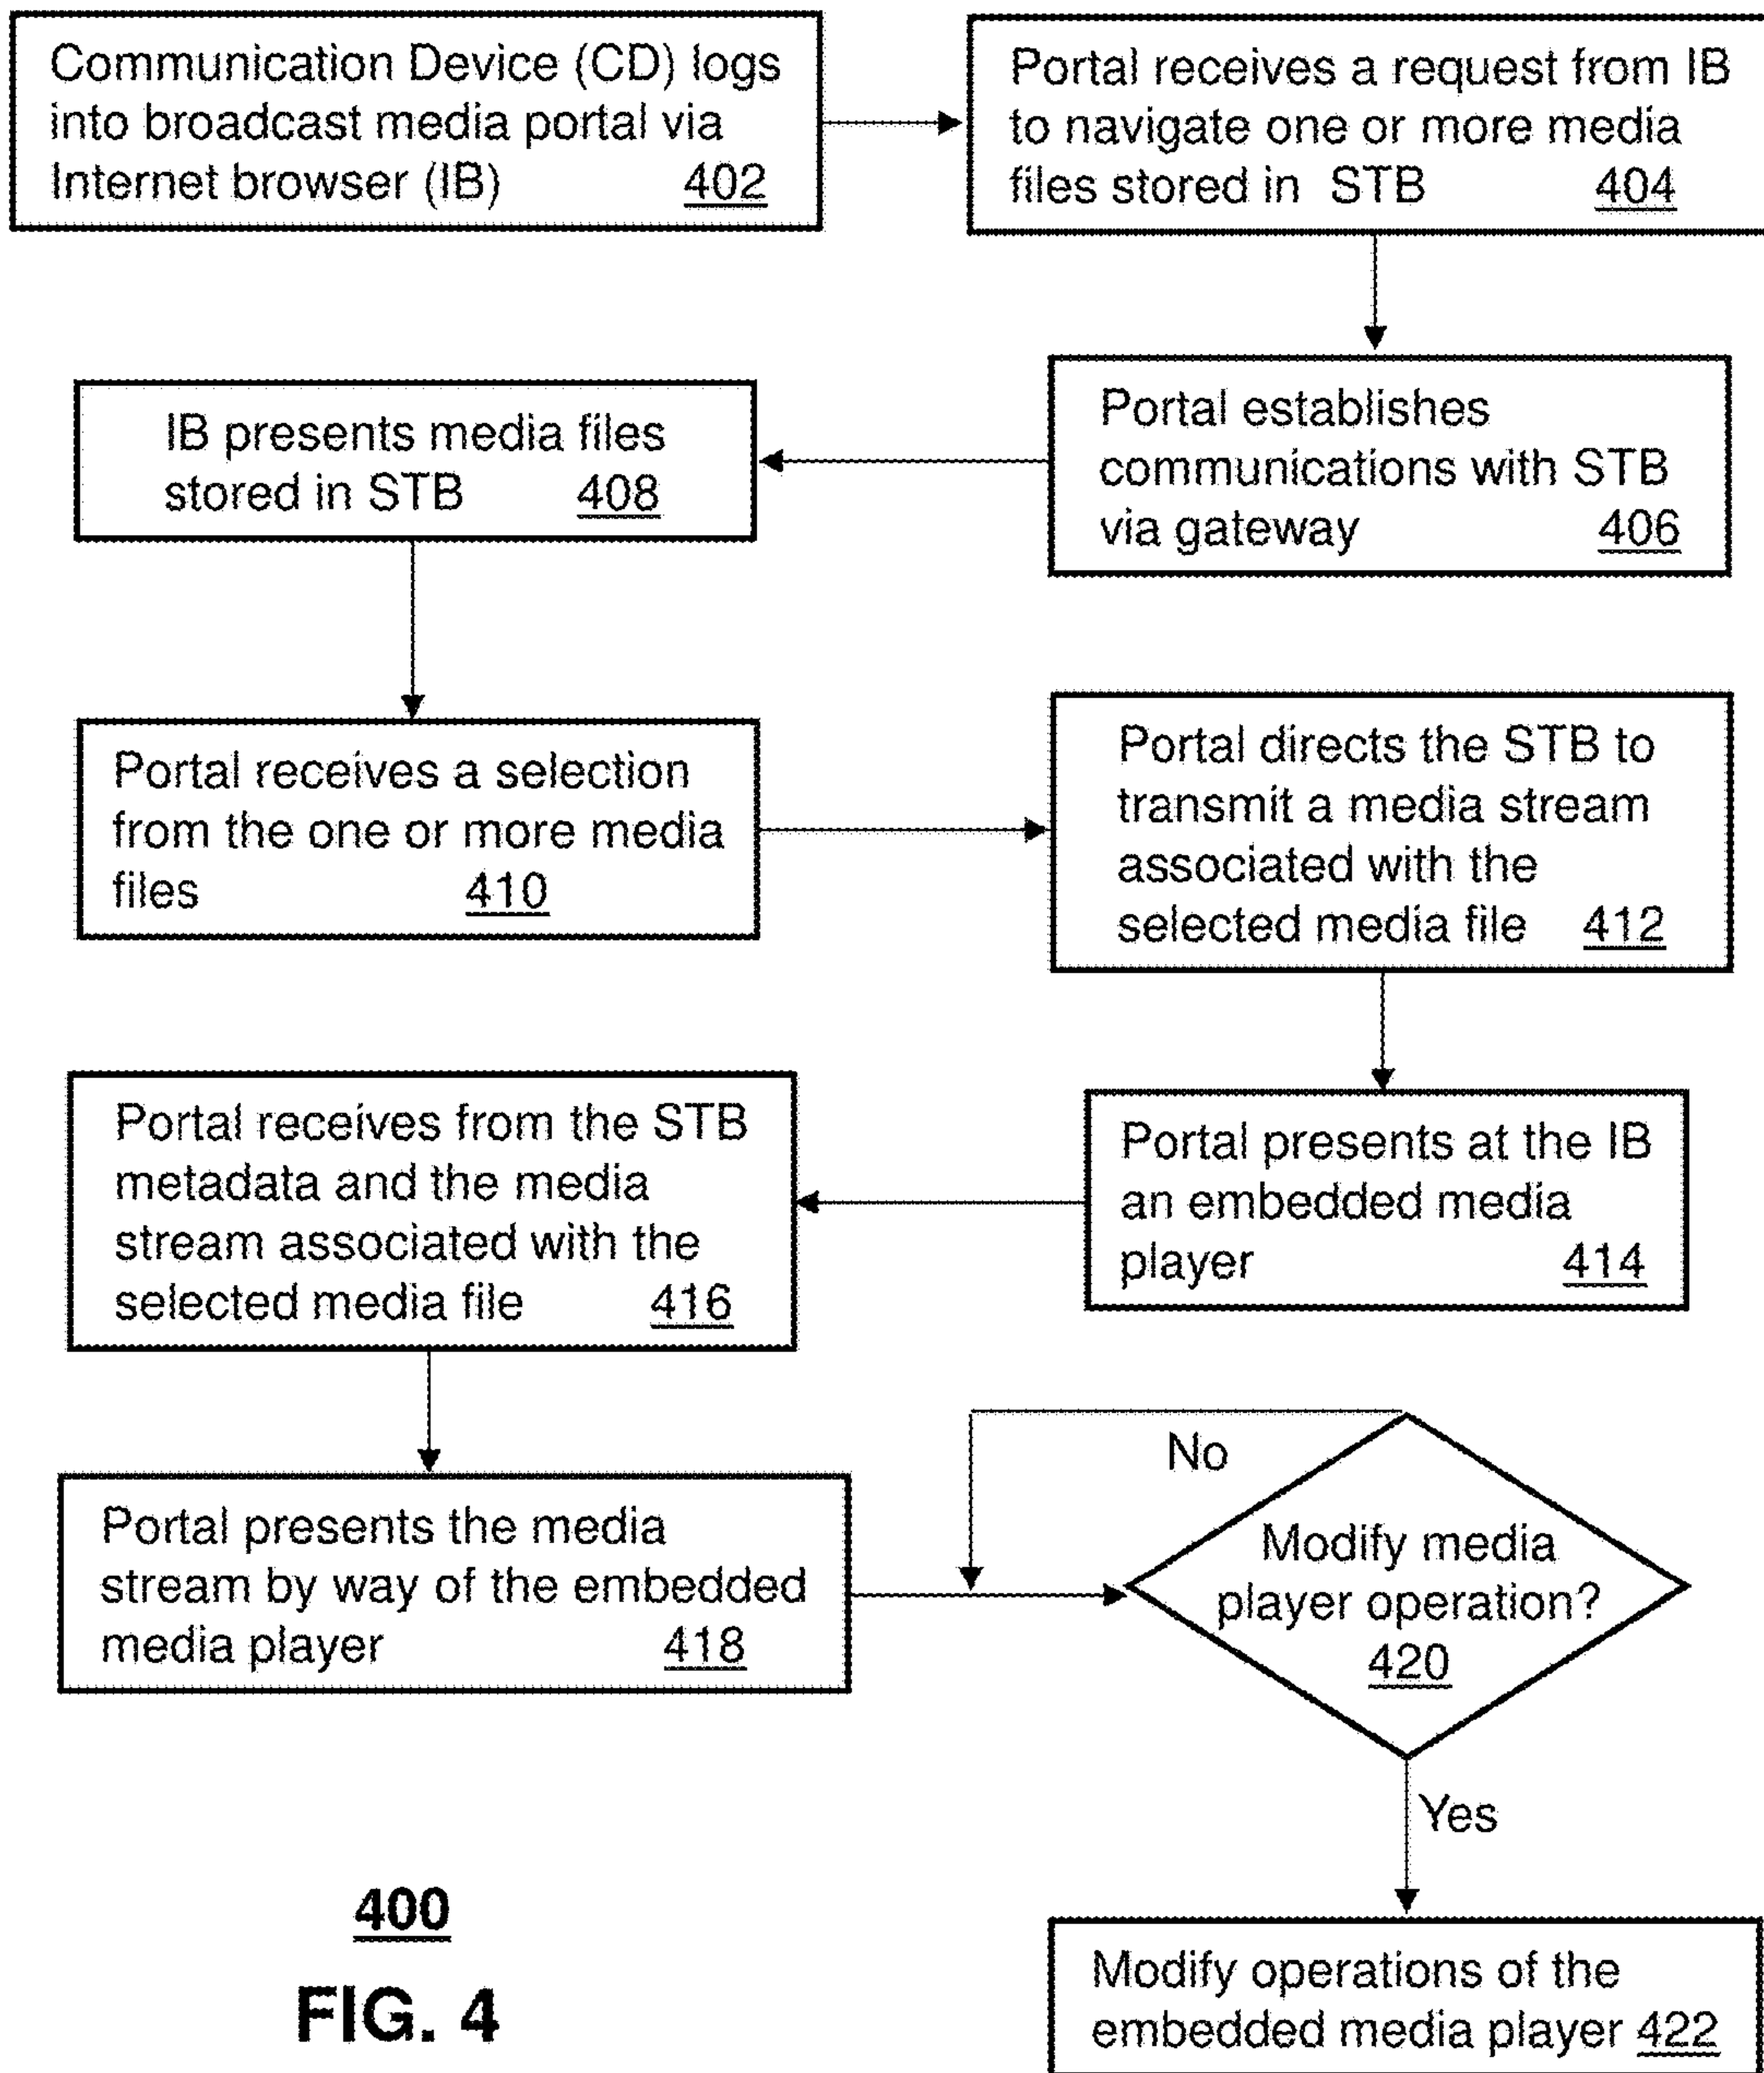 Communication Device (CD) logs
into broadcast media portal via
Internet browser (IB) 402
Portal receives a request from IB
to navigate one or more media
files stored in STB 404
Portal establishes
communications with STB
via gateway 406
IB presents media files
stored in STB 408
Portal receives a selection
from the one or more media
files 410
Portal directs the STB to
transmit a media stream
associated with the
selected media file 412
Portal presents at the IB
an embedded media
player 414
Portal receives from the STB
metadata and the media
stream associated with the
selected media file 416
Portal presents the media
stream by way of the embedded
media player 418
No
Modify media
player operation?
420
Yes
Modify operations of the
embedded media player 422
400
FIG. 4